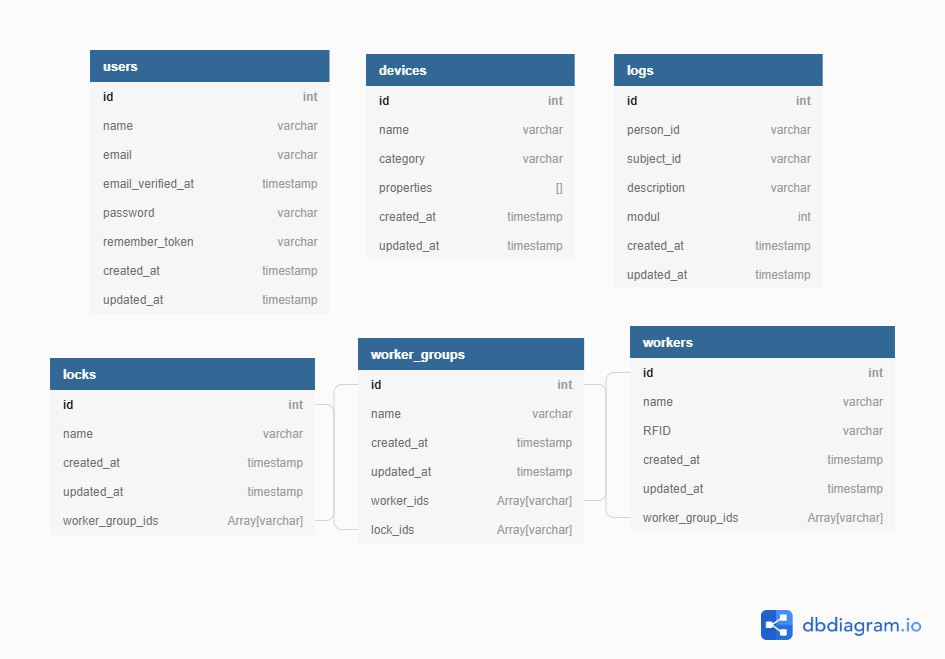 users
id int
name varchar
email varchar
email_verified_at timestamp
password varchar
remember_token varchar
created_at timestamp
updated_at timestamp
devices
id int
name varchar
category varchar
properties []
created_at timestamp
updated_at timestamp
logs
id int
person_id varchar
subject_id varchar
description varchar
modul int
created_at timestamp
updated_at timestamp
locks
id int
name varchar
created_at timestamp
updated_at timestamp
worker_group_ids Array[varchar]
worker_groups
id int
name varchar
created_at timestamp
updated_at timestamp
worker_ids Array[varchar]
lock_ids Array[varchar]
workers
id int
name varchar
RFID varchar
created_at timestamp
updated_at timestamp
worker_group_ids Array[varchar]
dbdiagram.io